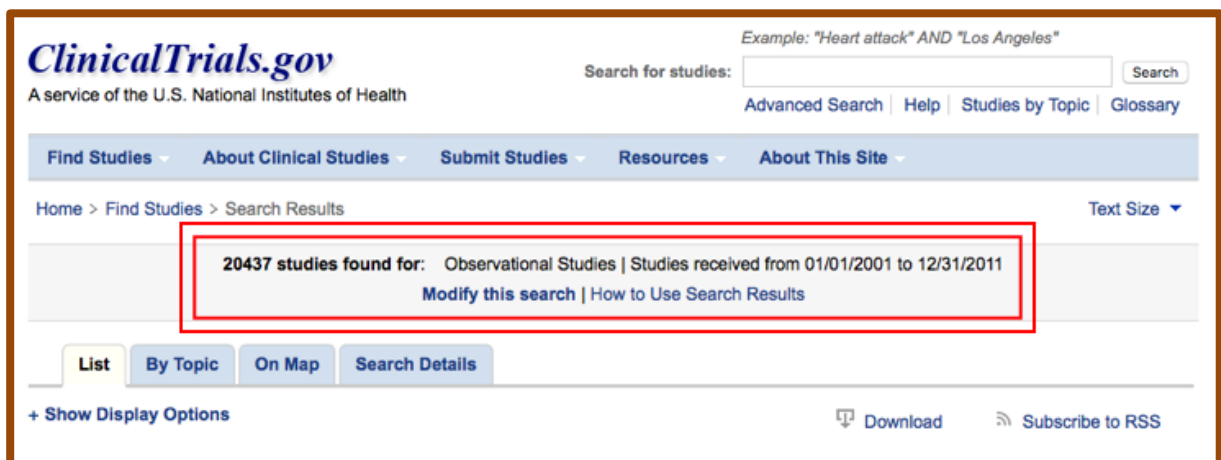 Example: "Heart attack" AND "Los Angeles"
ClinicalTrials.gov
Search for studies:
Search
A service of the U.S. National Institutes of Health
Advanced Search | Help | Studies by Topic | Glossary
Find Studies About Clinical Studies Submit Studies Resources About This Site
Home > Find Studies > Search Results
Text Size
20437 studies found for: Observational Studies | Studies received from 01/01/2001 to 12/31/2011
Modify this search | How to Use Search Results
List By Topic On Map Search Details
+ Show Display Options
Download
Subscribe to RSS